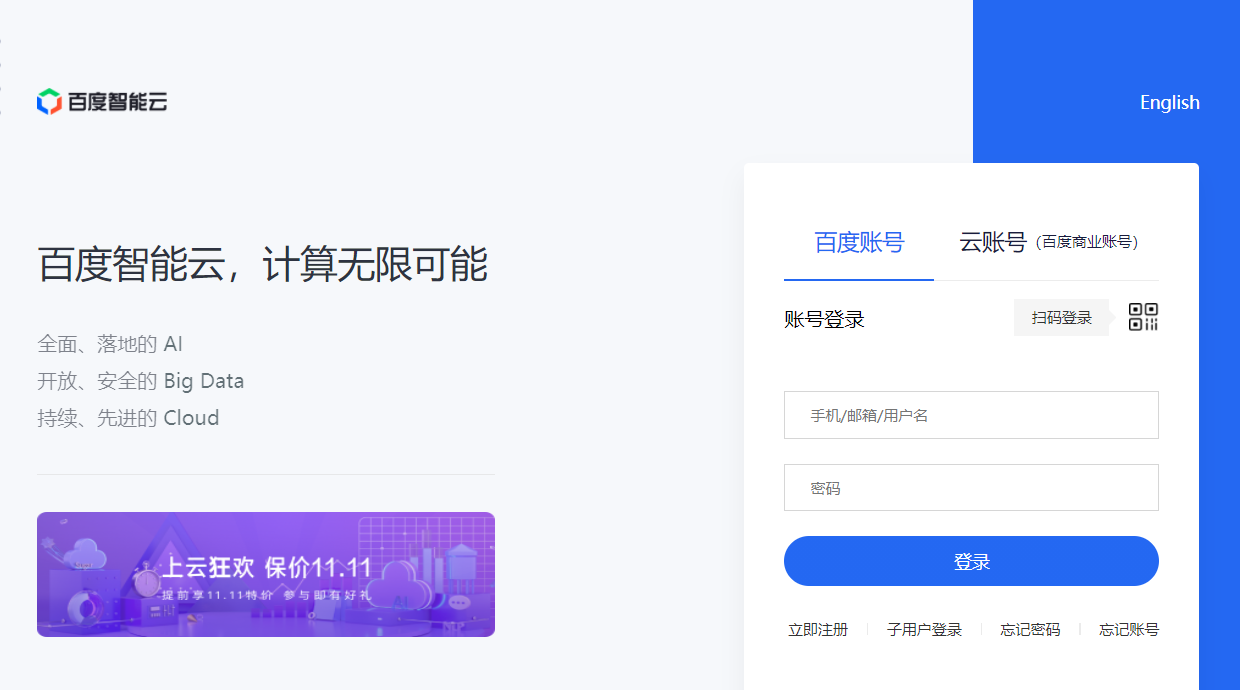 百度智能云
English
百度智能云，计算无限可能
全面、落地的 AI
开放、安全的 Big Data
持续、先进的 Cloud
上云狂欢 保价11.11
提前享11.11特价 参与即有好礼
百度账号
云账号（百度商业账号）
账号登录
扫码登录
手机/邮箱/用户名
密码
登录
立即注册
子用户登录
忘记密码
忘记账号